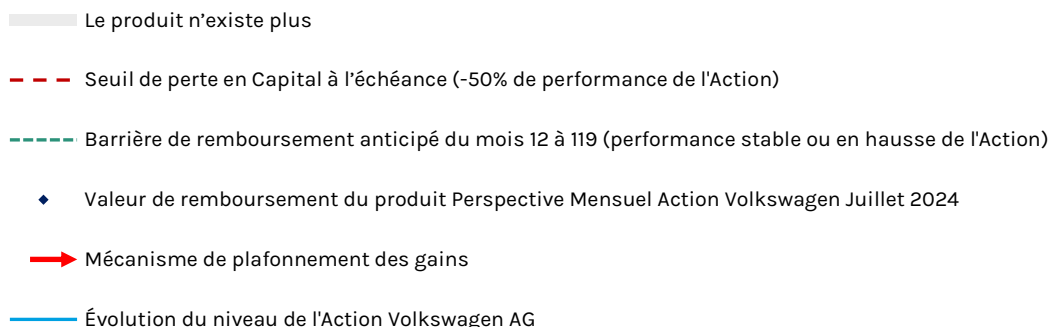 Le produit n’existe plus
Seuil de perte en Capital à l’échéance (-50% de performance de l'Action)
Barrière de remboursement anticipé du mois 12 à 119 (performance stable ou en hausse de l'Action)
Valeur de remboursement du produit Perspective Mensuel Action Volkswagen Juillet 2024
Mécanisme de plafonnement des gains
Évolution du niveau de l'Action Volkswagen AG